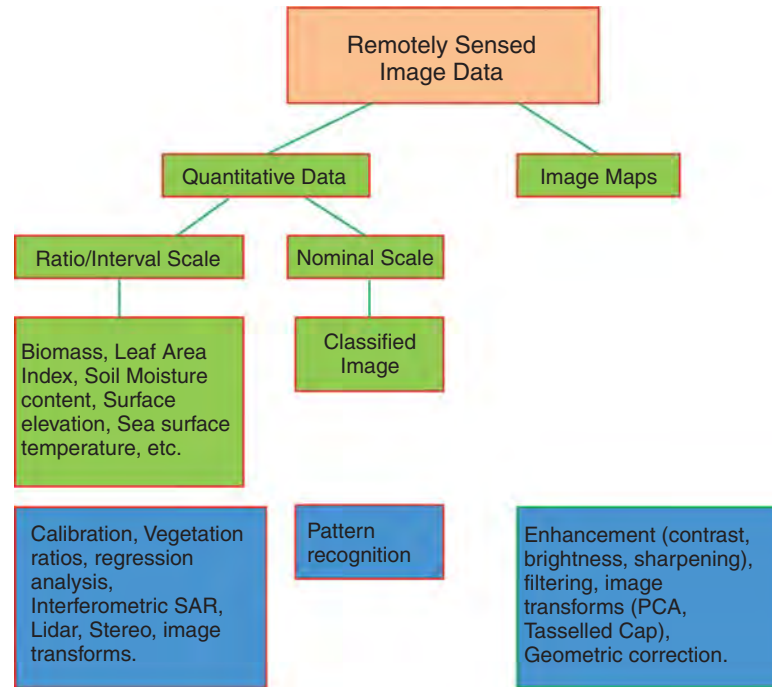 Remotely Sensed
Image Data
Quantitative Data
Image Maps
Ratio/Interval Scale
Nominal Scale
Biomass, Leaf Area
Index, Soil Moisture
content, Surface
elevation, Sea surface
temperature, etc.
Classified
Image
Calibration, Vegetation
ratios, regression
analysis,
Interferometric SAR,
Lidar, Stereo, image
transforms.
Pattern
recognition
Enhancement (contrast,
brightness, sharpening),
filtering, image
transforms (PCA,
Tasselled Cap),
Geometric correction.